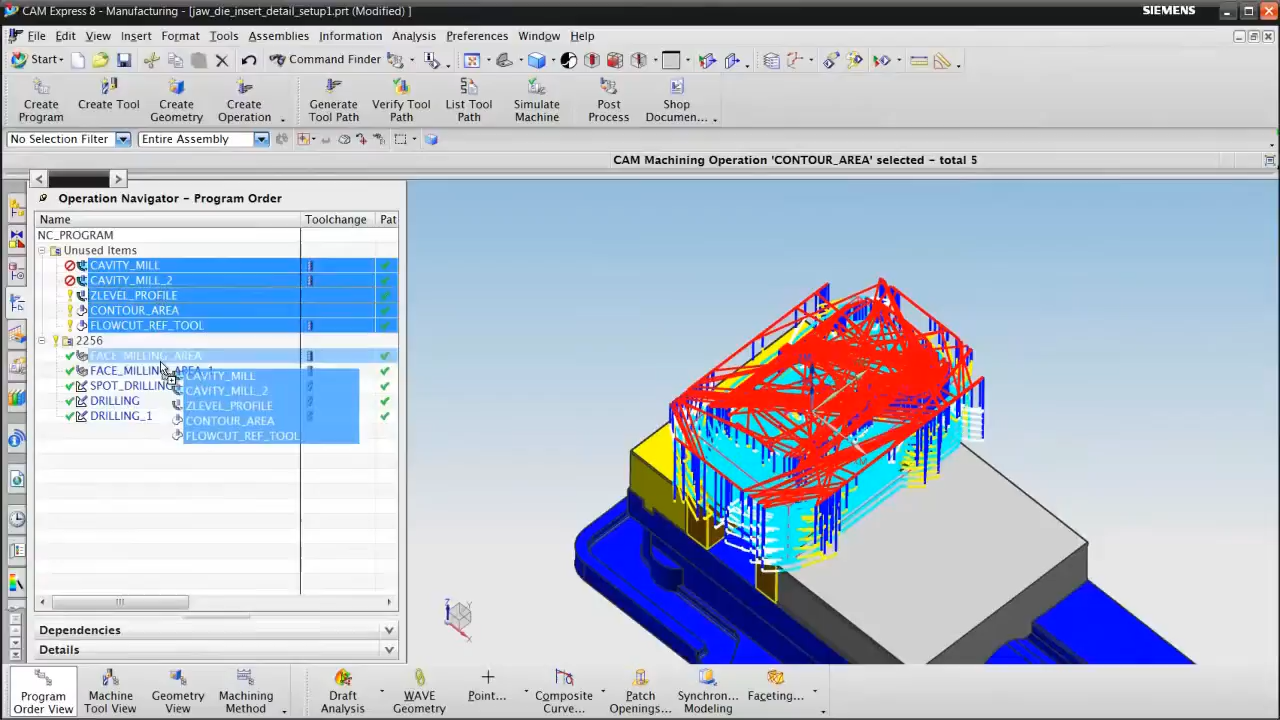 CAM Express 8 - Manufacturing - [jaw_die_insert_detail_setup1.prt (Modified) ]
SIEMENS
File Edit View Insert Format Tools Assemblies Information Analysis Preferences Window Help
Start Command Finder
Create Program
Create Tool
Create Geometry
Create Operation
Generate Tool Path
Verify Tool Path
List Tool Path
Simulate Machine
Post Process
Shop Documen...
No Selection Filter Entire Assembly
CAM Machining Operation 'CONTOUR_AREA' selected - total 5
Operation Navigator - Program Order
Name Toolchange Pat
NC_PROGRAM
Unused Items
CAVITY_MILL
CAVITY_MILL_2
ZLEVEL_PROFILE
CONTOUR_AREA
FLOWCUT_REF_TOOL
2256
FACE_MILLING_AREA
FACE_MILLING_AREA_1
SPOT_DRILLING
DRILLING
DRILLING_1
CAVITY_MILL
CAVITY_MILL_2
ZLEVEL_PROFILE
CONTOUR_AREA
FLOWCUT_REF_TOOL
Dependencies
Details
Program Order View
Machine Tool View
Geometry View
Machining Method
Draft Analysis
WAVE Geometry
Point...
Composite Curve...
Patch Openings...
Synchron... Modeling
Faceting...